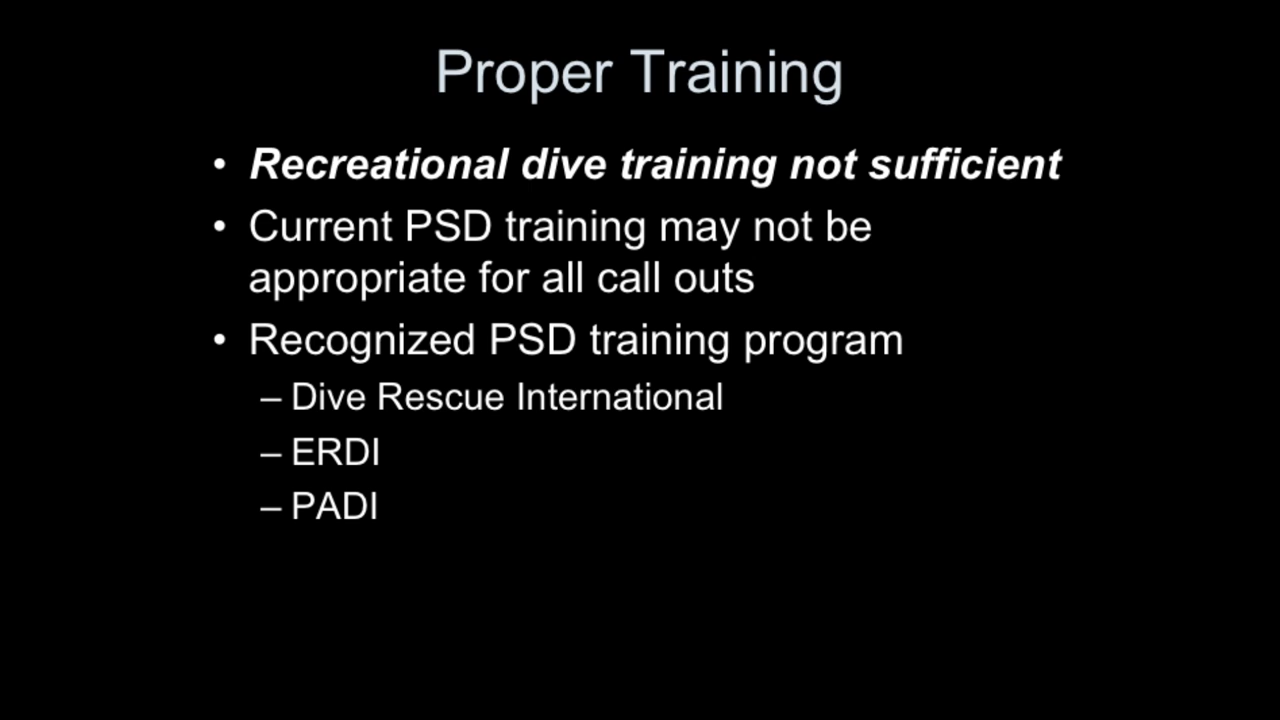 Proper Training
• Recreational dive training not sufficient
• Current PSD training may not be
appropriate for all call outs
• Recognized PSD training program
– Dive Rescue International
– ERDI
– PADI